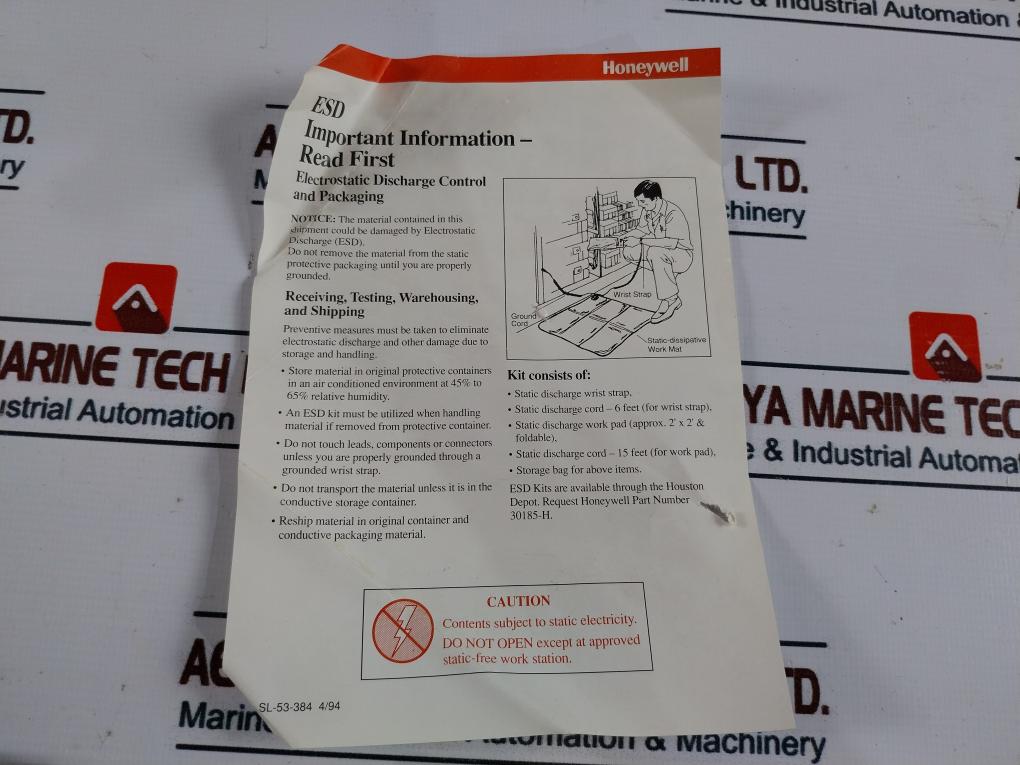 Marine & Industrial Automation &
LTD.
LTD.
Machinery
Honeywell
ESD
Important Information –
Read First
Electrostatic Discharge Control
and Packaging
NOTICE: The material contained in this
shipment could be damaged by Electrostatic
Discharge (ESD).
Do not remove the material from the static
protective packaging until you are properly
grounded.
Receiving, Testing, Warehousing,
and Shipping
Preventive measures must be taken to eliminate
electrostatic discharge and other damage due to
storage and handling.
• Store material in original protective containers
in an air conditioned environment at 45% to
65% relative humidity.
• An ESD kit must be utilized when handling
material if removed from protective container.
• Do not touch leads, components or connectors
unless you are properly grounded through a
grounded wrist strap.
• Do not transport the material unless it is in the
conductive storage container.
• Reship material in original container and
conductive packaging material.
Wrist Strap
Ground
Cord
Static-dissipative
Work Mat
Kit consists of:
• Static discharge wrist strap,
• Static discharge cord – 6 feet (for wrist strap),
• Static discharge work pad (approx. 2' x 2' &
foldable),
• Static discharge cord – 15 feet (for work pad),
• Storage bag for above items.
ESD Kits are available through the Houston
Depot. Request Honeywell Part Number
30185-H.
CAUTION
Contents subject to static electricity.
DO NOT OPEN except at approved
static-free work station.
SL-53-384 4/94
MARINE TECH
Industrial Automation
YA MARINE TEC
& Industrial Automa
LTD.
Marine
Automation & Machinery